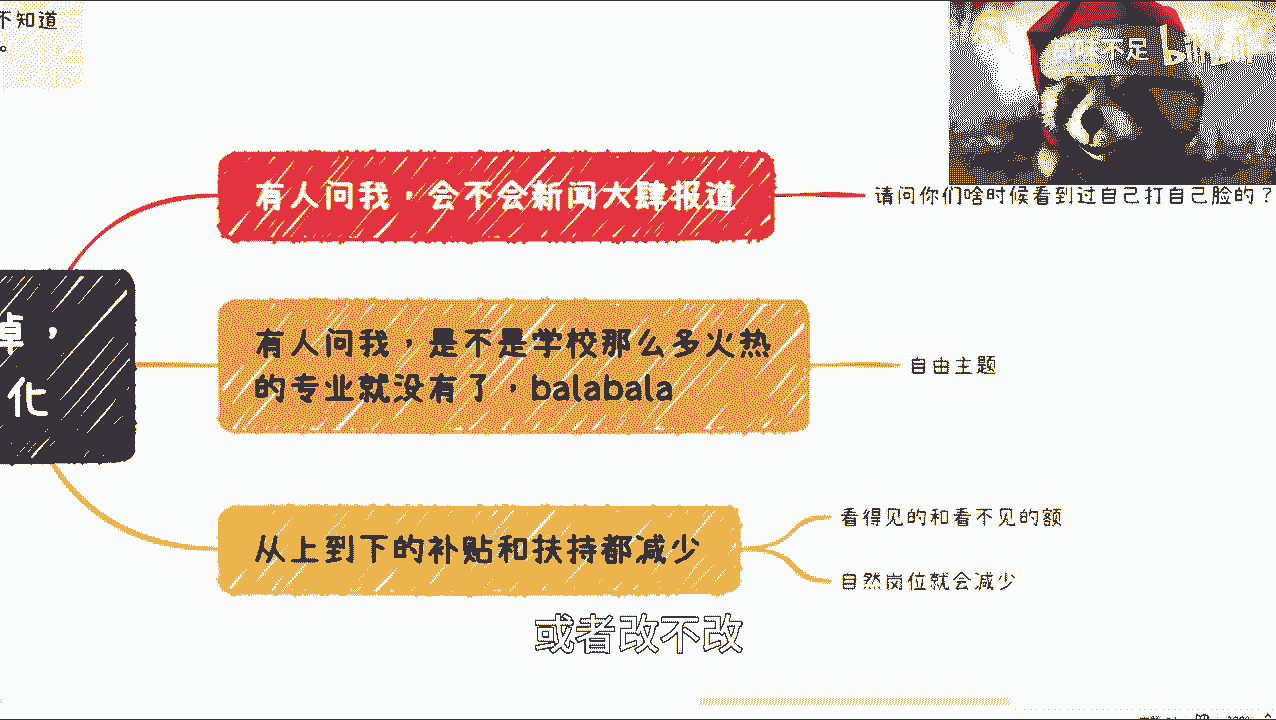 不知道
。
有人问我，会不会新闻大肆报道
请问你们啥时候看到过自己打自己脸的？
掉，
化
有人问我，是不是学校那么多火热
的专业就没有了，balabala
自由主题
从上到下的补贴和扶持都减少
看得见的和看不见的额
自然岗位就会减少
或者改不改